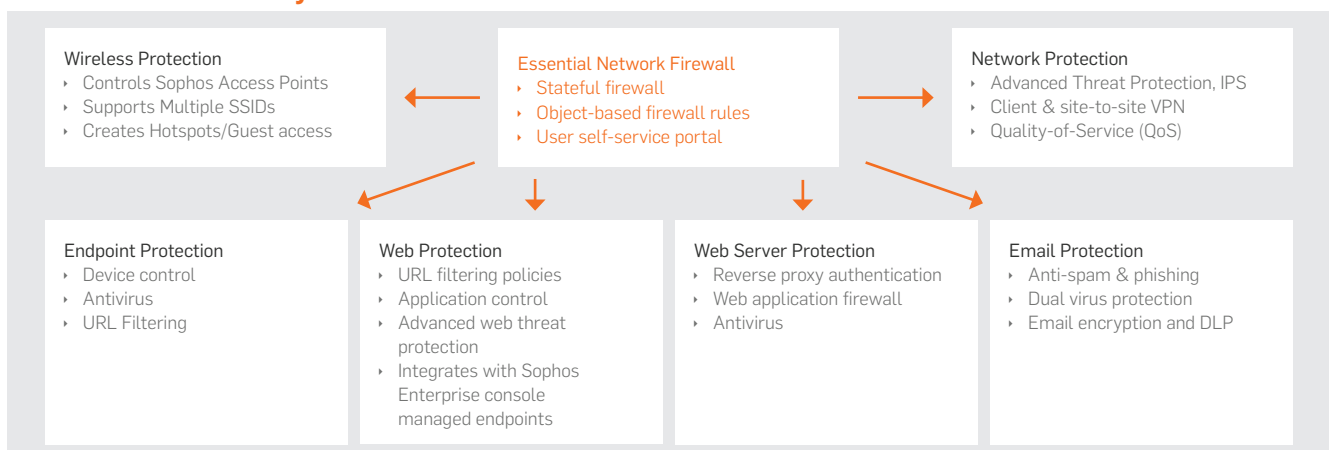 Wireless Protection
‣ Controls Sophos Access Points
‣ Supports Multiple SSIDs
‣ Creates Hotspots/Guest access
Essential Network Firewall
‣ Stateful firewall
‣ Object-based firewall rules
‣ User self-service portal
Network Protection
‣ Advanced Threat Protection, IPS
‣ Client & site-to-site VPN
‣ Quality-of-Service (QoS)
Endpoint Protection
‣ Device control
‣ Antivirus
‣ URL Filtering
Web Protection
‣ URL filtering policies
‣ Application control
‣ Advanced web threat
protection
‣ Integrates with Sophos
Enterprise console
managed endpoints
Web Server Protection
‣ Reverse proxy authentication
‣ Web application firewall
‣ Antivirus
Email Protection
‣ Anti-spam & phishing
‣ Dual virus protection
‣ Email encryption and DLP